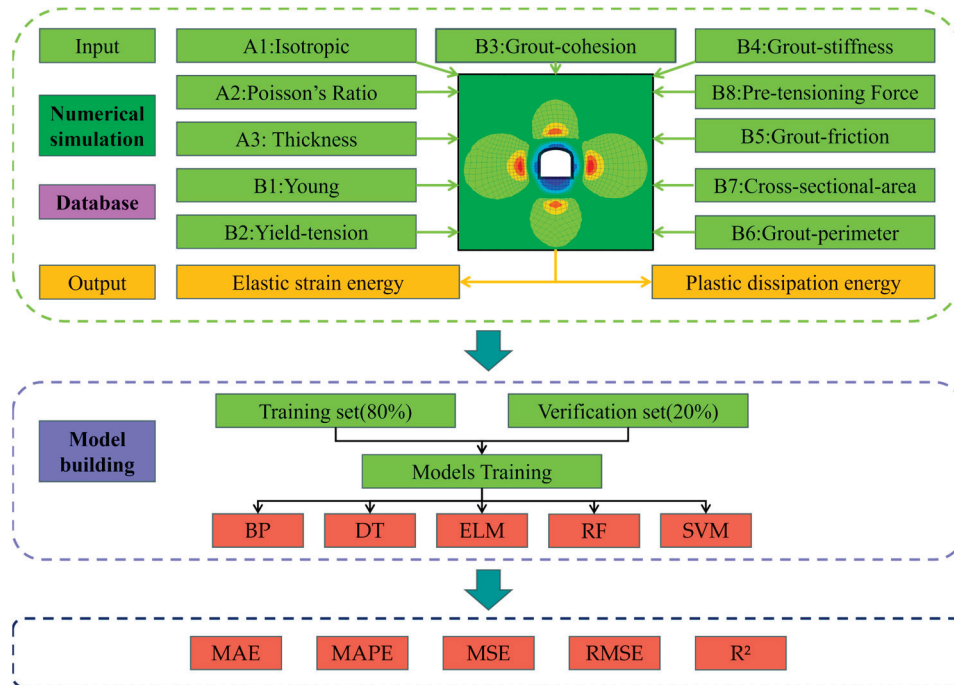 Input
A1:Isotropic
B3:Grout-cohesion
B4:Grout-stiffness
A2:Poisson's Ratio
B8:Pre-tensioning Force
Numerical
simulation
A3: Thickness
B5:Grout-friction
Database
B1:Young
B7:Cross-sectional-area
B2:Yield-tension
B6:Grout-perimeter
Output
Elastic strain energy
Plastic dissipation energy
Model
building
Training set(80%)
Verification set(20%)
Models Training
BP
DT
ELM
RF
SVM
MAE
MAPE
MSE
RMSE
R²